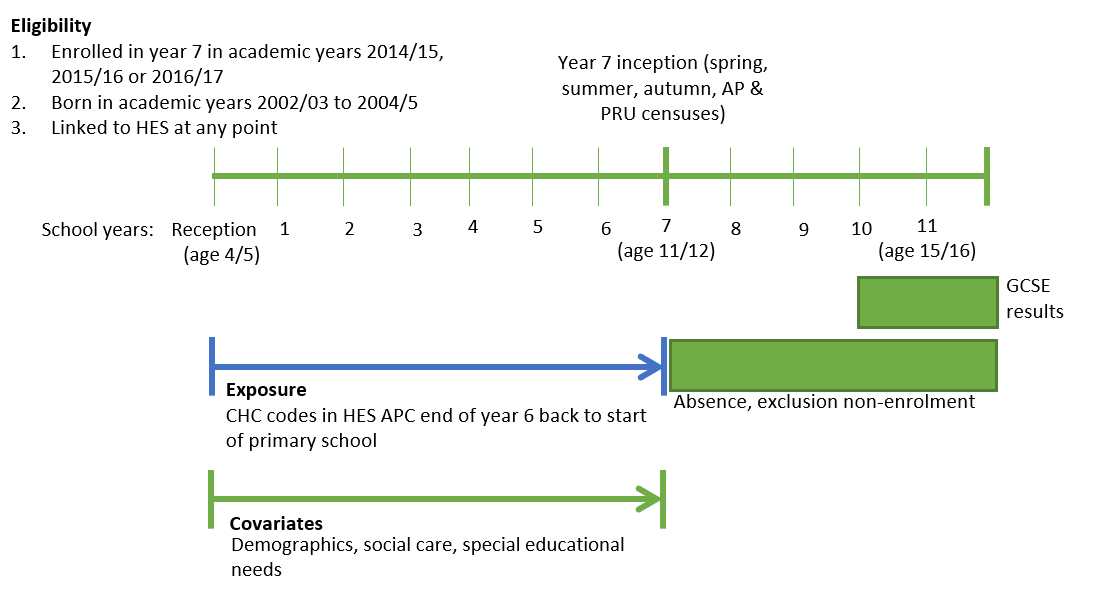 Eligibility
1. Enrolled in year 7 in academic years 2014/15,
2015/16 or 2016/17
2. Born in academic years 2002/03 to 2004/5
3. Linked to HES at any point
Year 7 inception (spring,
summer, autumn, AP &
PRU censuses)
School years: Reception 1 2 3 4 5 6 7 8 9 10 11
(age 4/5) (age 11/12) (age 15/16)
GCSE
results
Exposure
CHC codes in HES APC end of year 6 back to start
of primary school
Absence, exclusion non-enrolment
Covariates
Demographics, social care, special educational
needs